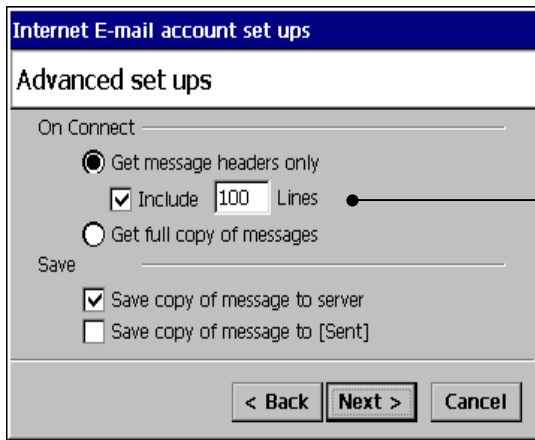 Internet E-mail account set ups
Advanced set ups
On Connect
Get message headers only
Include 100 Lines
Get full copy of messages
Save
Save copy of message to server
Save copy of message to [Sent]
< Back Next > Cancel